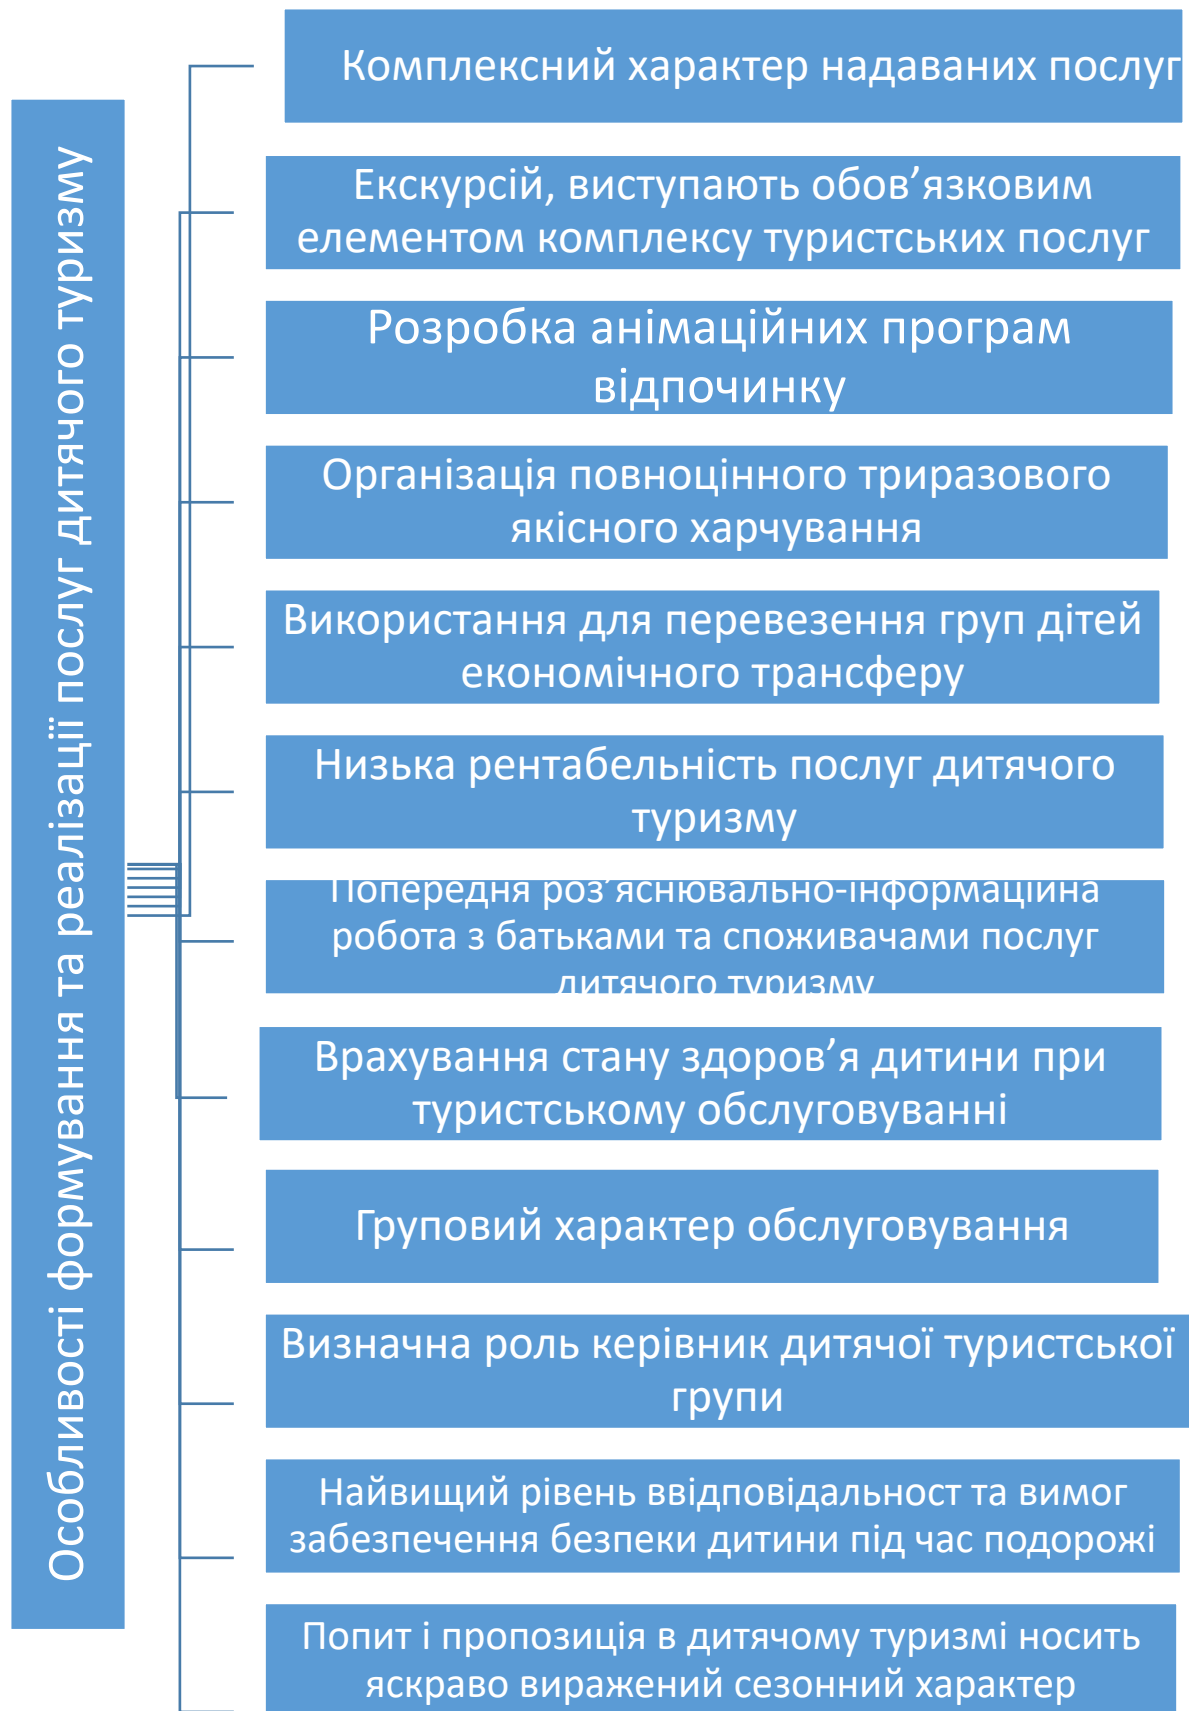 Особливості формування та реалізації послуг дитячого туризму
Комплексний характер надаваних послуг
Екскурсій, виступають обов’язковим
елементом комплексу туристських послуг
Розробка анімаційних програм
відпочинку
Організація повноцінного триразового
якісного харчування
Використання для перевезення груп дітей
економічного трансферу
Низька рентабельність послуг дитячого
туризму
Попередня роз’яснювально-інформаційна
робота з батьками та споживачами послуг
дитячого туризму
Врахування стану здоров’я дитини при
туристському обслуговуванні
Груповий характер обслуговування
Визначна роль керівник дитячої туристської
групи
Найвищий рівень ввідповідальност та вимог
забезпечення безпеки дитини під час подорожі
Попит і пропозиція в дитячому туризмі носить
яскраво виражений сезонний характер